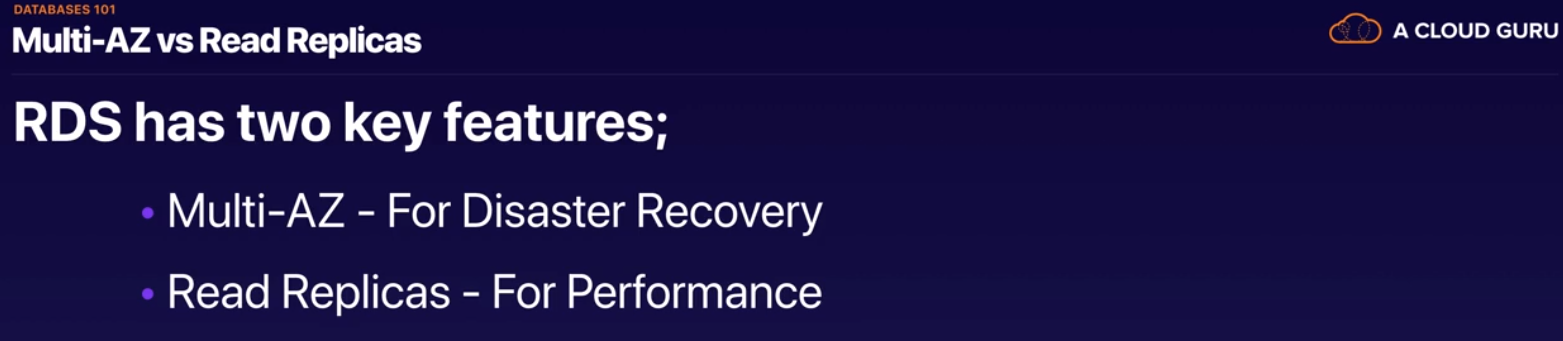 DATABASES 101
Multi-AZ vs Read Replicas
A CLOUD GURU
RDS has two key features;
• Multi-AZ - For Disaster Recovery
• Read Replicas - For Performance